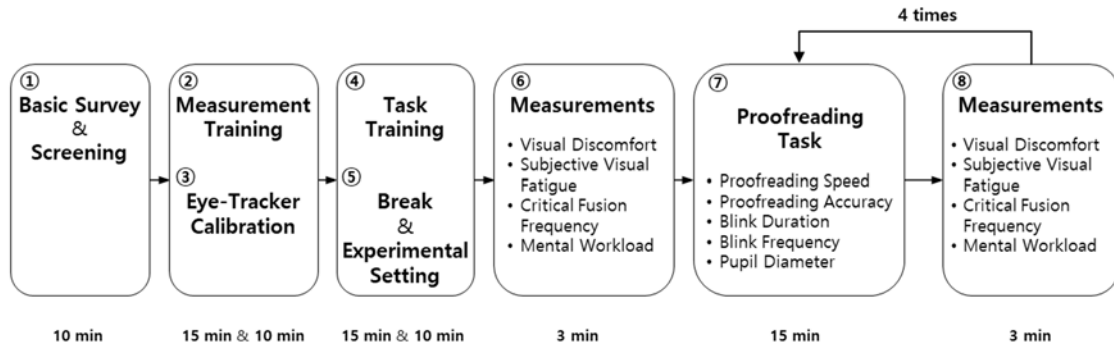 4 times
①
Basic Survey
&
Screening
②
Measurement
Training
③
Eye-Tracker
Calibration
④
Task
Training
⑤
Break
&
Experimental
Setting
⑥
Measurements
• Visual Discomfort
• Subjective Visual
Fatigue
• Critical Fusion
Frequency
• Mental Workload
⑦
Proofreading
Task
• Proofreading Speed
• Proofreading Accuracy
• Blink Duration
• Blink Frequency
• Pupil Diameter
⑧
Measurements
• Visual Discomfort
• Subjective Visual
Fatigue
• Critical Fusion
Frequency
• Mental Workload
10 min
15 min & 10 min
15 min & 10 min
3 min
15 min
3 min